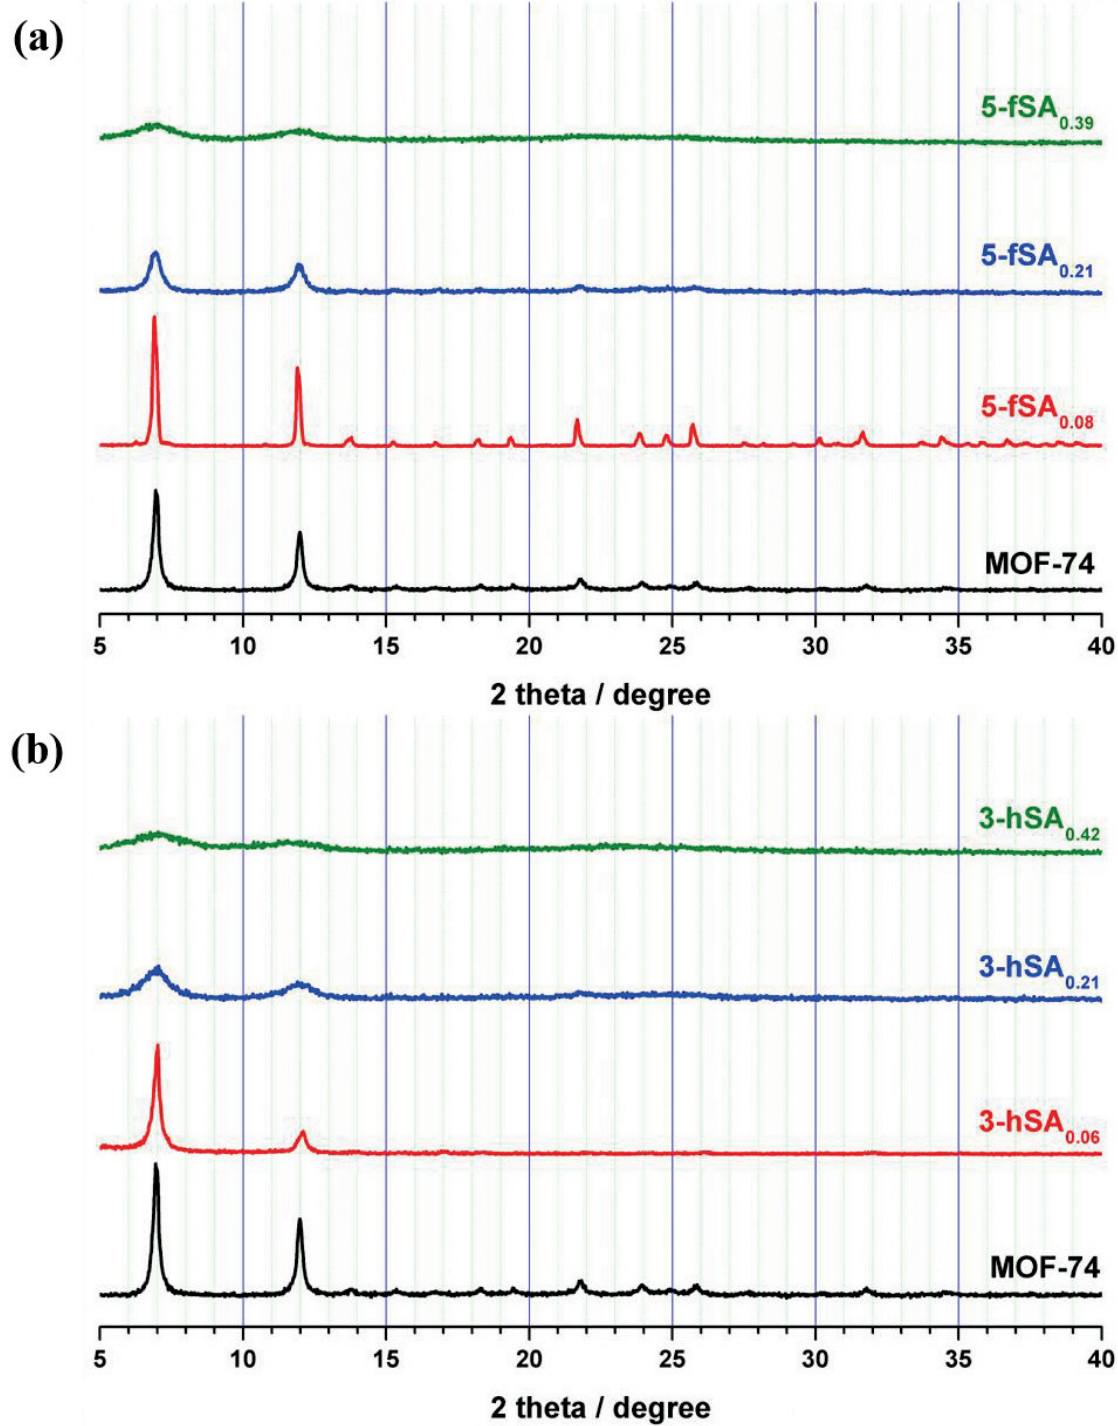 (a)
5-fSA0.39
5-fSA0.21
5-fSA0.08
MOF-74
5 10 15 20 25 30 35 40
2 theta / degree
(b)
3-hSA0.42
3-hSA0.21
3-hSA0.06
MOF-74
5 10 15 20 25 30 35 40
2 theta / degree